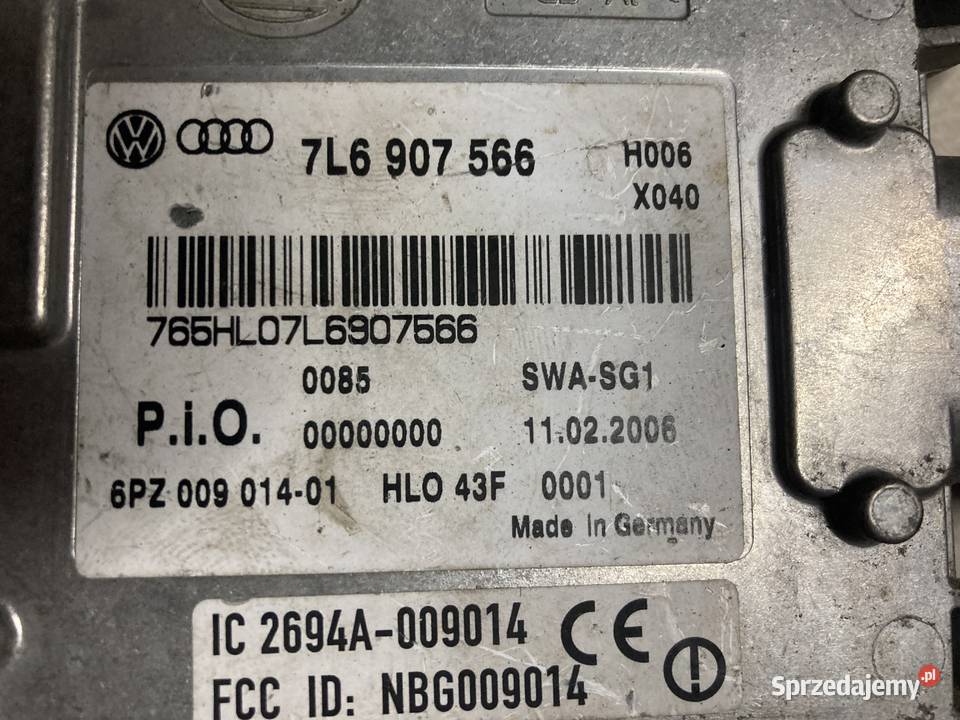 7L6 907 566
H006
X040
765HL07L6907566
0085
SWA-SG1
P.i.O.
00000000
11.02.2006
6PZ 009 014-01
HLO 43F
0001
Made in Germany
IC 2694A-009014
CE
FCC ID: NBG009014
Sprzedajemy.pl